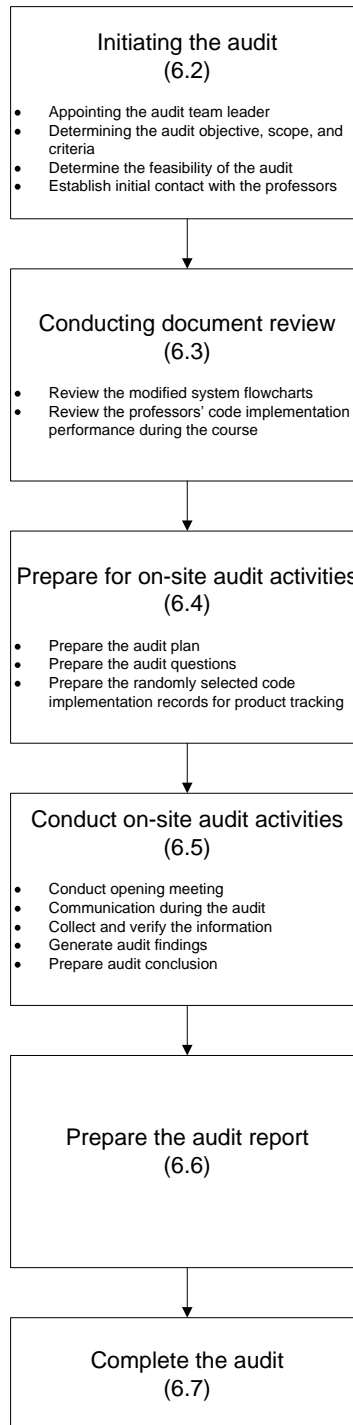 Initiating the audit
(6.2)
• Appointing the audit team leader
• Determining the audit objective, scope, and
criteria
• Determine the feasibility of the audit
• Establish initial contact with the professors
Conducting document review
(6.3)
• Review the modified system flowcharts
• Review the professors’ code implementation
performance during the course
Prepare for on-site audit activities
(6.4)
• Prepare the audit plan
• Prepare the audit questions
• Prepare the randomly selected code
implementation records for product tracking
Conduct on-site audit activities
(6.5)
• Conduct opening meeting
• Communication during the audit
• Collect and verify the information
• Generate audit findings
• Prepare audit conclusion
Prepare the audit report
(6.6)
Complete the audit
(6.7)